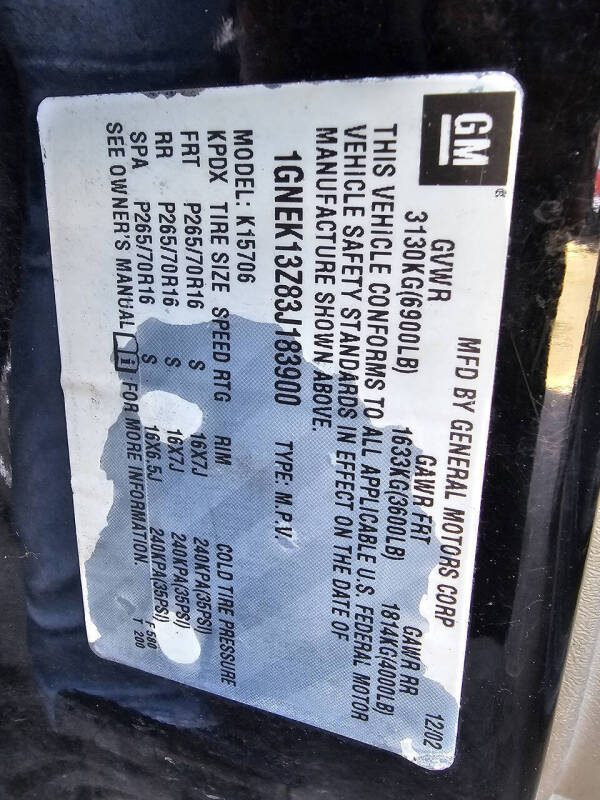 GM
MFD BY GENERAL MOTORS CORP 12/02
GVWR GAWR FRT GAWR RR
3130KG(6900LB) 1633KG(3600LB) 1814KG(4000LB)
THIS VEHICLE CONFORMS TO ALL APPLICABLE U.S. FEDERAL MOTOR
VEHICLE SAFETY STANDARDS IN EFFECT ON THE DATE OF
MANUFACTURE SHOWN ABOVE.
1GNEK13Z83J183900 TYPE: M.P.V.
MODEL: K15706
KPDX TIRE SIZE SPEED RTG RIM COLD TIRE PRESSURE
FRT P265/70R16 S 16X7J 240KPA(35PSI)
RR P265/70R16 S 16X7J 240KPA(35PSI)
SPA P265/70R16 S 16X6.5J 240KPA(35PSI) F 580
SEE OWNER'S MANUAL i FOR MORE INFORMATION. T 200